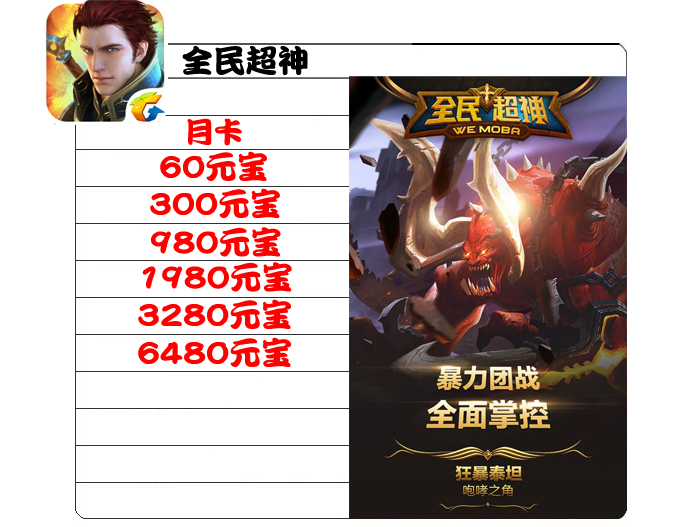 全民超神
月卡
60元宝
300元宝
980元宝
1980元宝
3280元宝
6480元宝
全民超神
WE MOBA
暴力团战
全面掌控
狂暴泰坦
咆哮之角